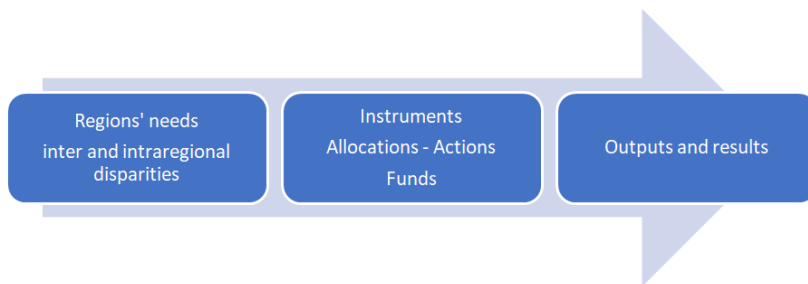 Regions' needs
inter and intraregional
disparities
Instruments
Allocations - Actions
Funds
Outputs and results